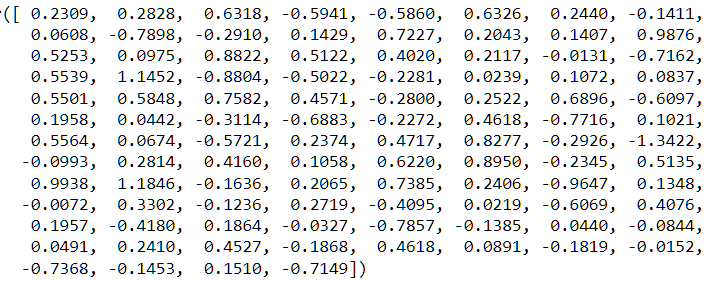 ([ 0.2309, 0.2828, 0.6318, -0.5941, -0.5860, 0.6326, 0.2440, -0.1411,
0.0608, -0.7898, -0.2910, 0.1429, 0.7227, 0.2043, 0.1407, 0.9876,
0.5253, 0.0975, 0.8822, 0.5122, 0.4020, 0.2117, -0.0131, -0.7162,
0.5539, 1.1452, -0.8804, -0.5022, -0.2281, 0.0239, 0.1072, 0.0837,
0.5501, 0.5848, 0.7582, 0.4571, -0.2800, 0.2522, 0.6896, -0.6097,
0.1958, 0.0442, -0.3114, -0.6883, -0.2272, 0.4618, -0.7716, 0.1021,
0.5564, 0.0674, -0.5721, 0.2374, 0.4717, 0.8277, -0.2926, -1.3422,
-0.0993, 0.2814, 0.4160, 0.1058, 0.6220, 0.8950, -0.2345, 0.5135,
0.9938, 1.1846, -0.1636, 0.2065, 0.7385, 0.2406, -0.9647, 0.1348,
-0.0072, 0.3302, -0.1236, 0.2719, -0.4095, 0.0219, -0.6069, 0.4076,
0.1957, -0.4180, 0.1864, -0.0327, -0.7857, -0.1385, 0.0440, -0.0844,
0.0491, 0.2410, 0.4527, -0.1868, 0.4618, 0.0891, -0.1819, -0.0152,
-0.7368, -0.1453, 0.1510, -0.7149])